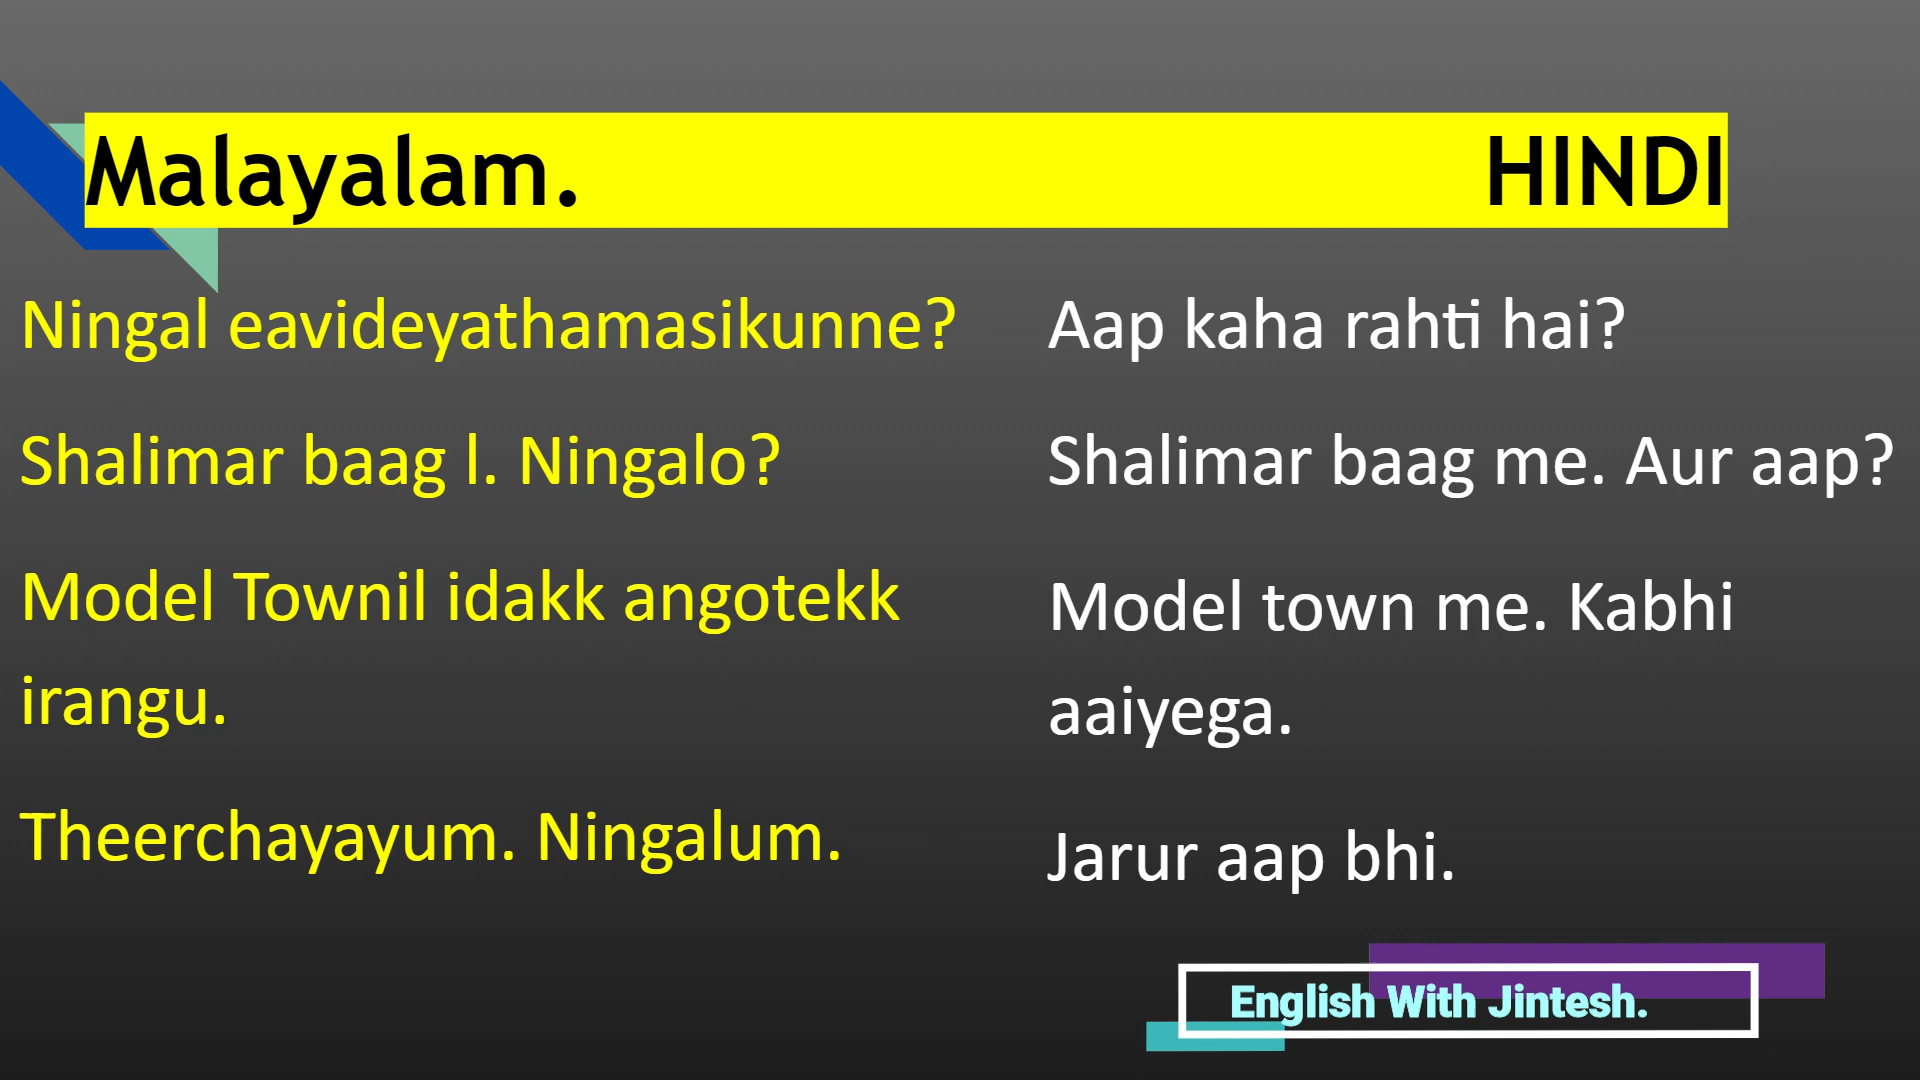 Malayalam. HINDI
Ningal eavideyathamasikunne?
Shalimar baag l. Ningalo?
Model Townil idakk angotekk
irangu.
Theerchayayum. Ningalum.
Aap kaha rahti hai?
Shalimar baag me. Aur aap?
Model town me. Kabhi
aaiyega.
Jarur aap bhi.
English With Jintesh.